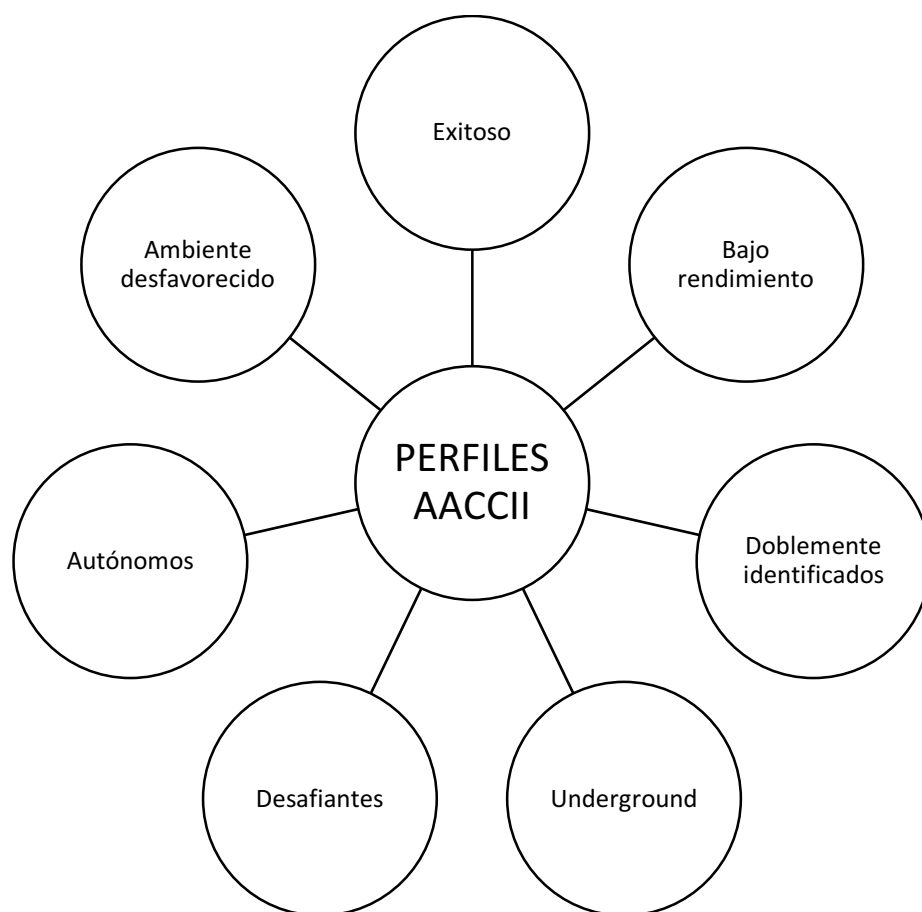 Exitoso
Bajo
rendimiento
Doblemente
identificados
Underground
Desafiantes
Autónomos
Ambiente
desfavorecido
PERFILES
AACCII